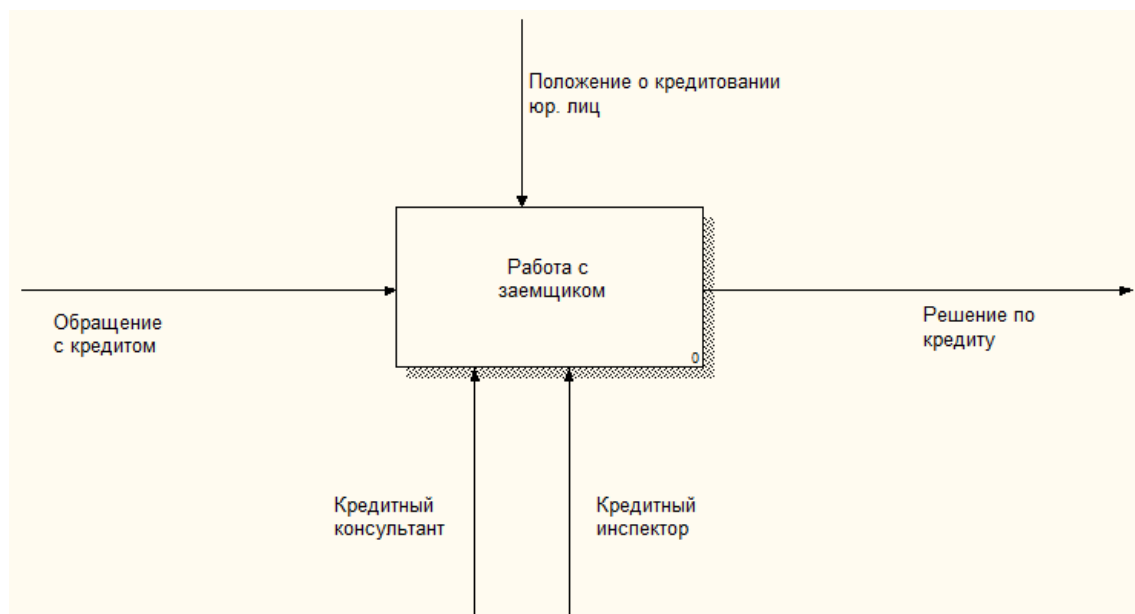 Положение о кредитовании
юр. лиц
Работа с
заемщиком
0
Обращение
с кредитом
Решение по
кредиту
Кредитный
консультант
Кредитный
инспектор